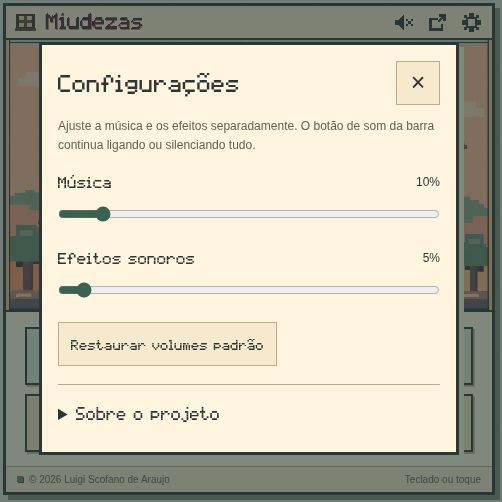 Miudezas
Configurações
Ajuste a música e os efeitos separadamente. O botão de som da barra
continua ligando ou silenciando tudo.
Música 10%
Efeitos sonoros 5%
Restaurar volumes padrão
Sobre o projeto
© 2026 Luigi Scofano de Araujo Teclado ou toque